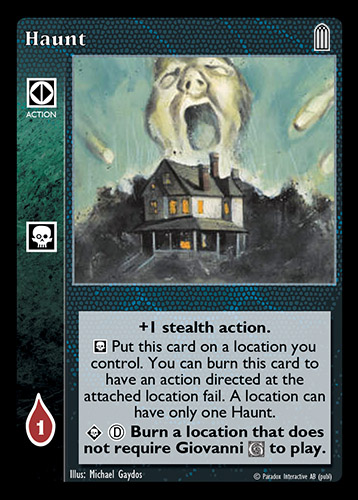 Haunt
ACTION
+1 stealth action.
Put this card on a location you
control. You can burn this card to
have an action directed at the
attached location fail. A location can
have only one Haunt.
Ⓓ Burn a location that does
not require Giovanni to play.
1
Illus: Michael Gaydos
© Paradox Interactive AB (publ)